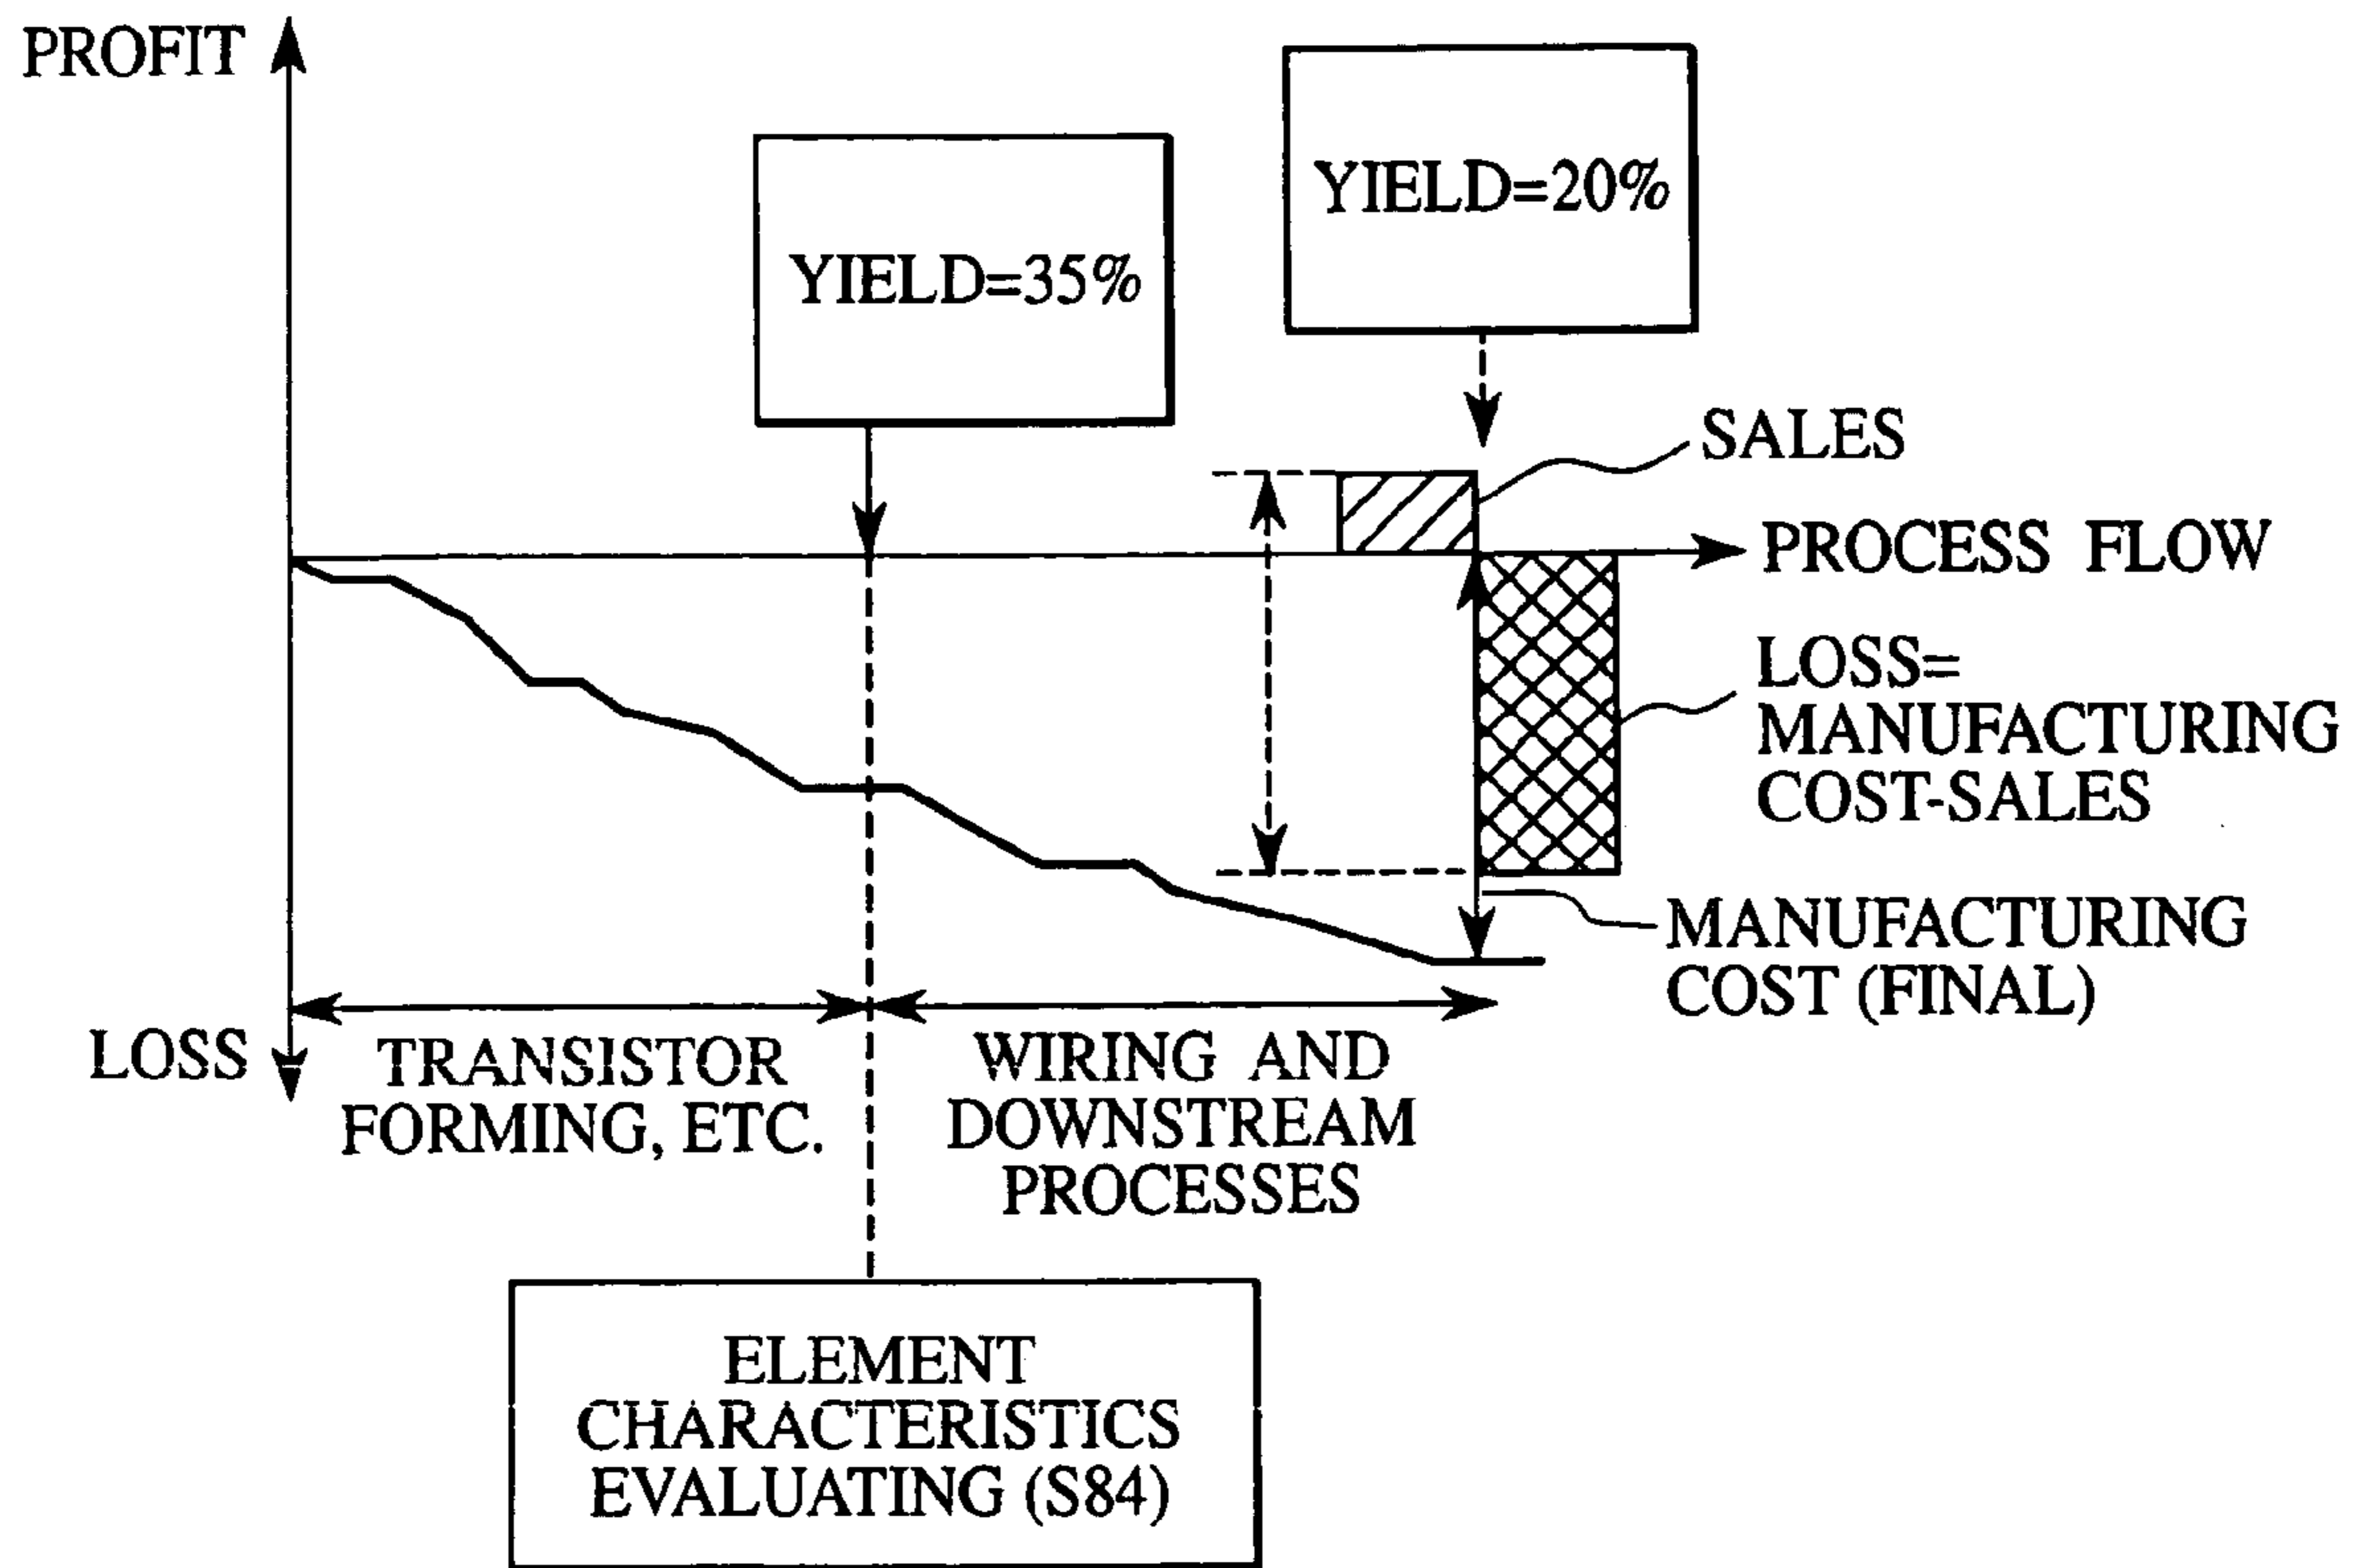 PROFIT
YIELD=20%
YIELD=35%
SALES
PROCESS FLOW
LOSS=
MANUFACTURING
COST-SALES
MANUFACTURING
COST (FINAL)
LOSS
TRANSISTOR
FORMING, ETC.
WIRING AND
DOWNSTREAM
PROCESSES
ELEMENT
CHARACTERISTICS
EVALUATING (S84)